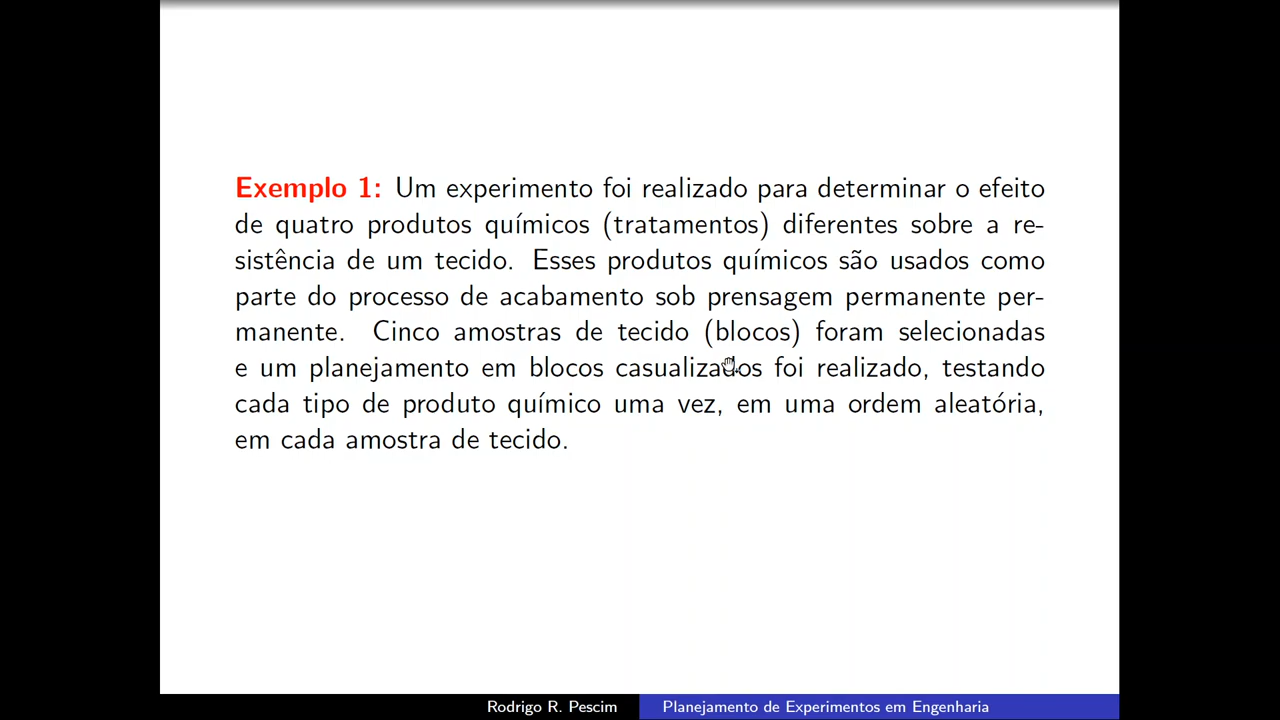 Exemplo 1: Um experimento foi realizado para determinar o efeito
de quatro produtos químicos (tratamentos) diferentes sobre a re-
sistência de um tecido. Esses produtos químicos são usados como
parte do processo de acabamento sob prensagem permanente per-
manente. Cinco amostras de tecido (blocos) foram selecionadas
e um planejamento em blocos casualizados foi realizado, testando
cada tipo de produto químico uma vez, em uma ordem aleatória,
em cada amostra de tecido.
Rodrigo R. Pescim Planejamento de Experimentos em Engenharia